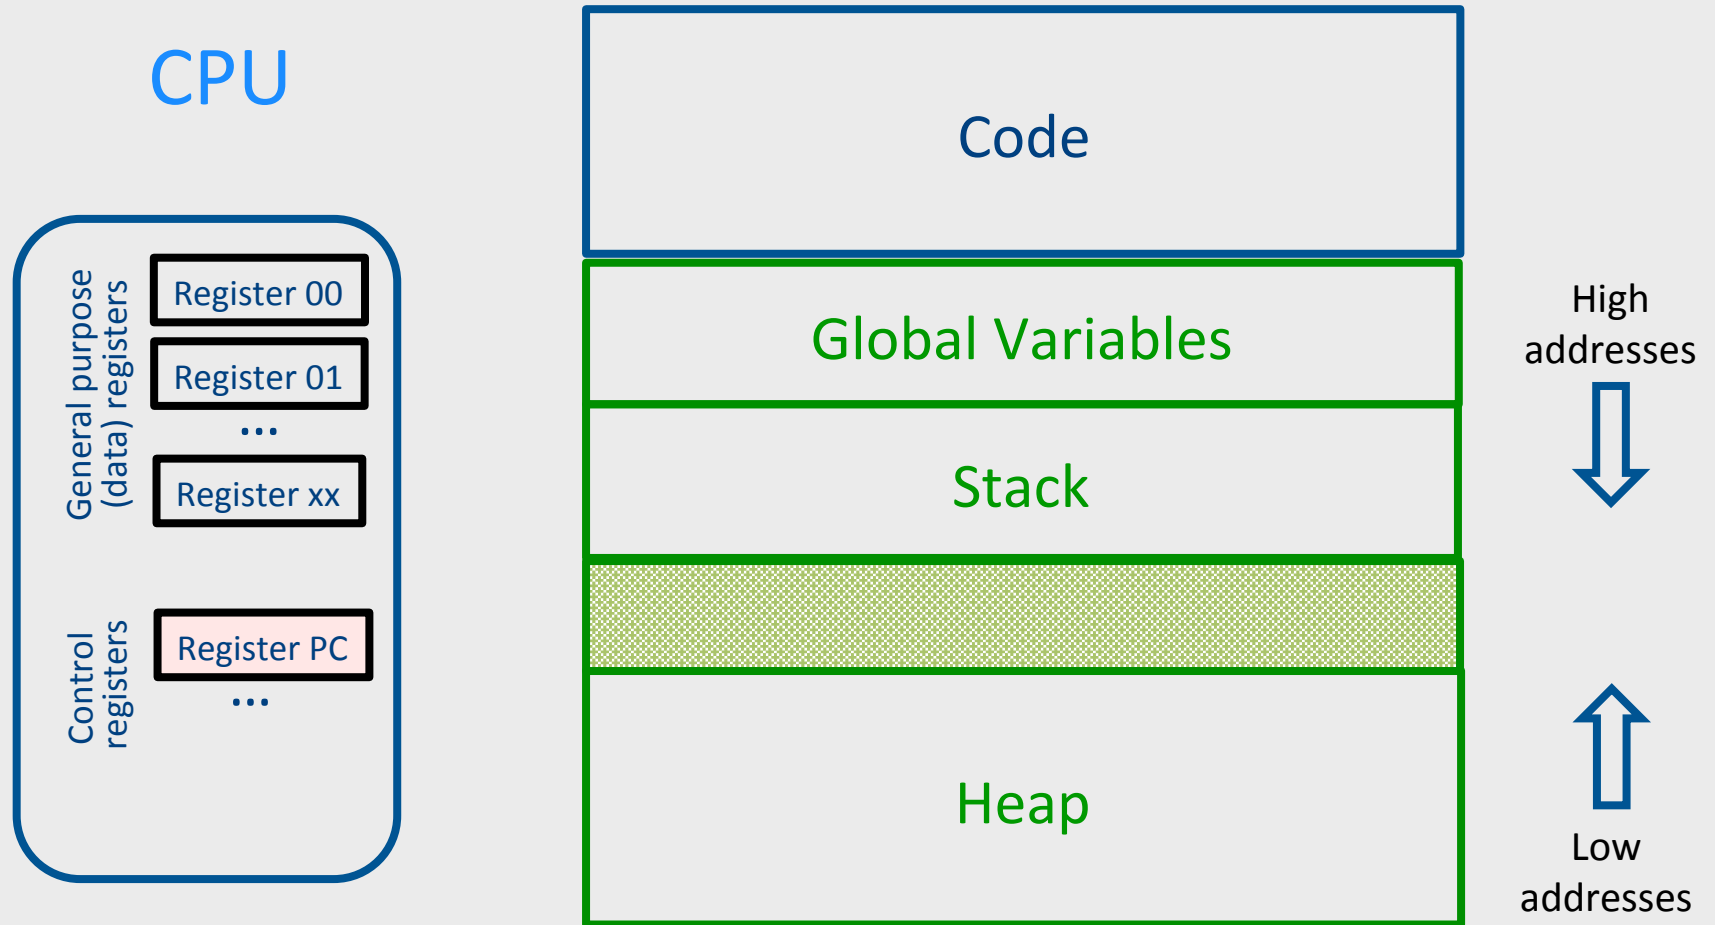 CPU
General purpose
(data) registers
Register 00
Register 01
...
Register xx
Control
registers
Register PC
...
Code
Global Variables
Stack
Heap
High
addresses
Low
addresses